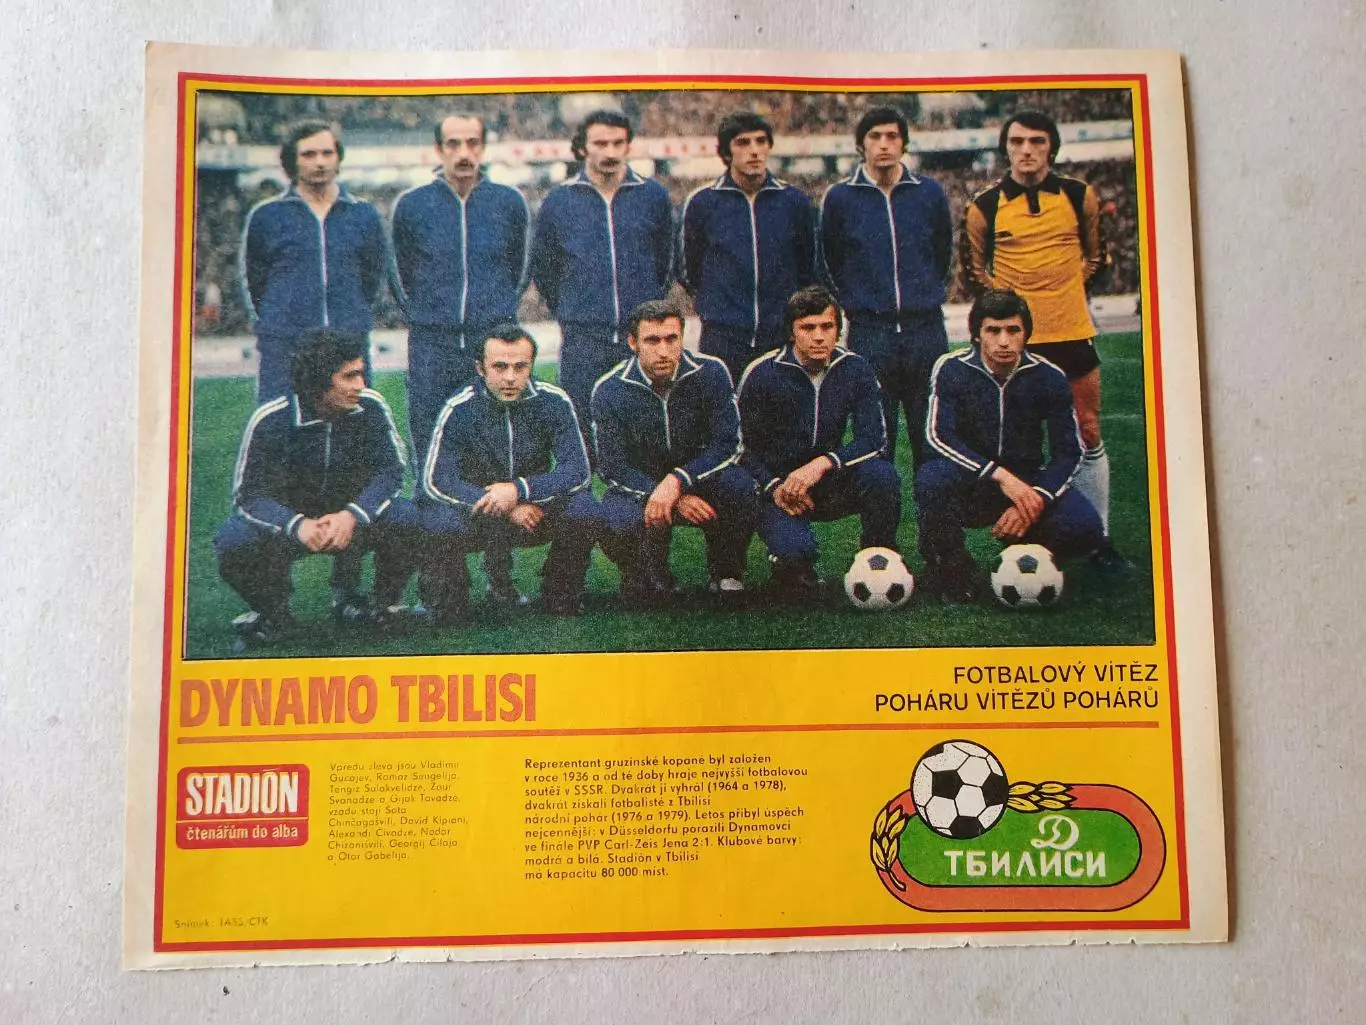 DYNAMO TBILISI
FOTBALOVÝ VÍTĚZ
POHÁRU VÍTĚZŮ POHÁRŮ
STADIÓN
čtenářům do alba
Vpředu zleva jsou Vladimir
Gucajev, Ramaz Šengelija,
Tengiz Sulakvelidze, Zaur
Svanadze a Gijak Tavadze,
vzadu stojí Sota
Chinčagašvili, David Kipiani,
Alexandr Čivadze, Nodar
Chizanišvili, Georgij Čilaja
a Otar Gabelija.
Snímek: TASS/ČTK
Reprezentant gruzínské kopané byl založen
v roce 1936 a od té doby hraje nejvyšší fotbalovou
soutěž v SSSR. Dvakrát ji vyhrál (1964 a 1978),
dvakrát získali fotbalisté z Tbilisi
národní pohár (1976 a 1979). Letos přibyl úspěch
nejcennější: v Düsseldorfu porazili Dynamovci
ve finále PVP Carl-Zeis Jena 2:1. Klubové barvy:
modrá a bílá. Stadión v Tbilisi
má kapacitu 80 000 míst.
Д
ТБИЛИСИ